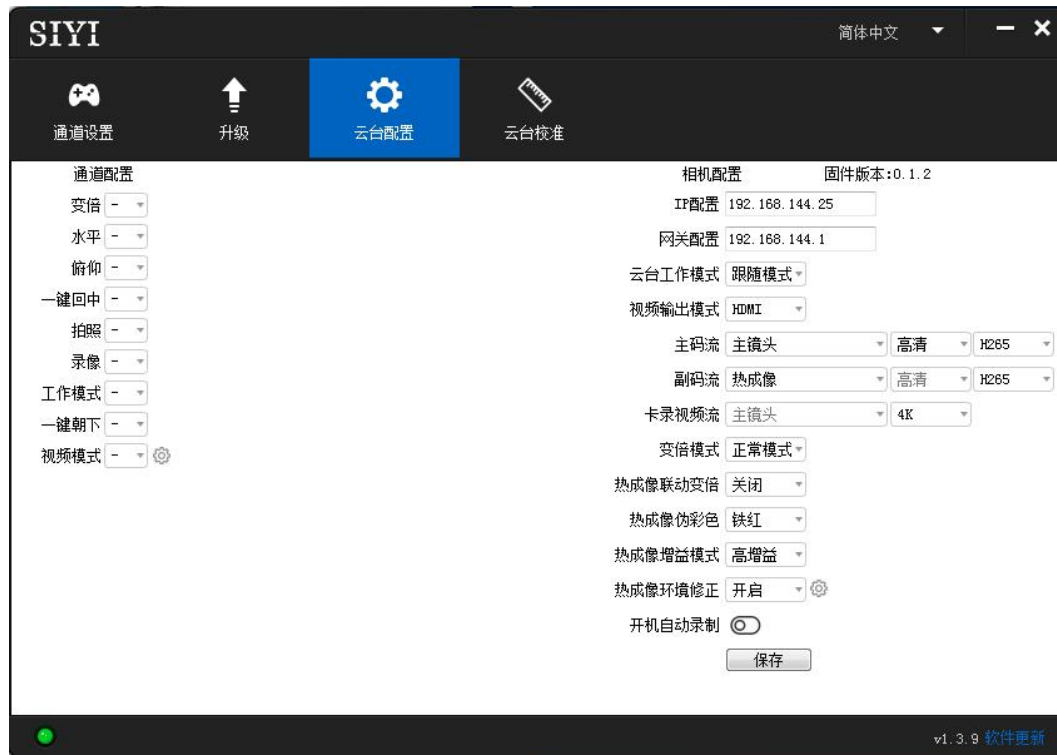 SIYI
简体中文
通道设置 升级 云台配置 云台校准
通道配置
变倍 -
水平 -
俯仰 -
一键回中 -
拍照 -
录像 -
工作模式 -
一键朝下 -
视频模式 -
相机配置 固件版本:0.1.2
IP配置 192.168.144.25
网关配置 192.168.144.1
云台工作模式 跟随模式
视频输出模式 HDMI
主码流 主镜头 高清 H265
副码流 热成像 高清 H265
卡录视频流 主镜头 4K
变倍模式 正常模式
热成像联动变倍 关闭
热成像伪彩色 铁红
热成像增益模式 高增益
热成像环境修正 开启
开机自动录制
保存
v1.3.9 软件更新